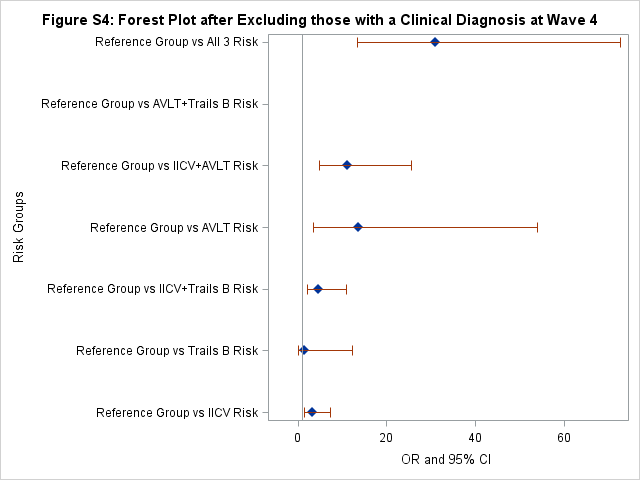 Figure S4: Forest Plot after Excluding those with a Clinical Diagnosis at Wave 4
Reference Group vs All 3 Risk
Reference Group vs AVLT+Trails B Risk
Reference Group vs IICV+AVLT Risk
Reference Group vs AVLT Risk
Reference Group vs IICV+Trails B Risk
Reference Group vs Trails B Risk
Reference Group vs IICV Risk
Risk Groups
0 20 40 60
OR and 95% CI